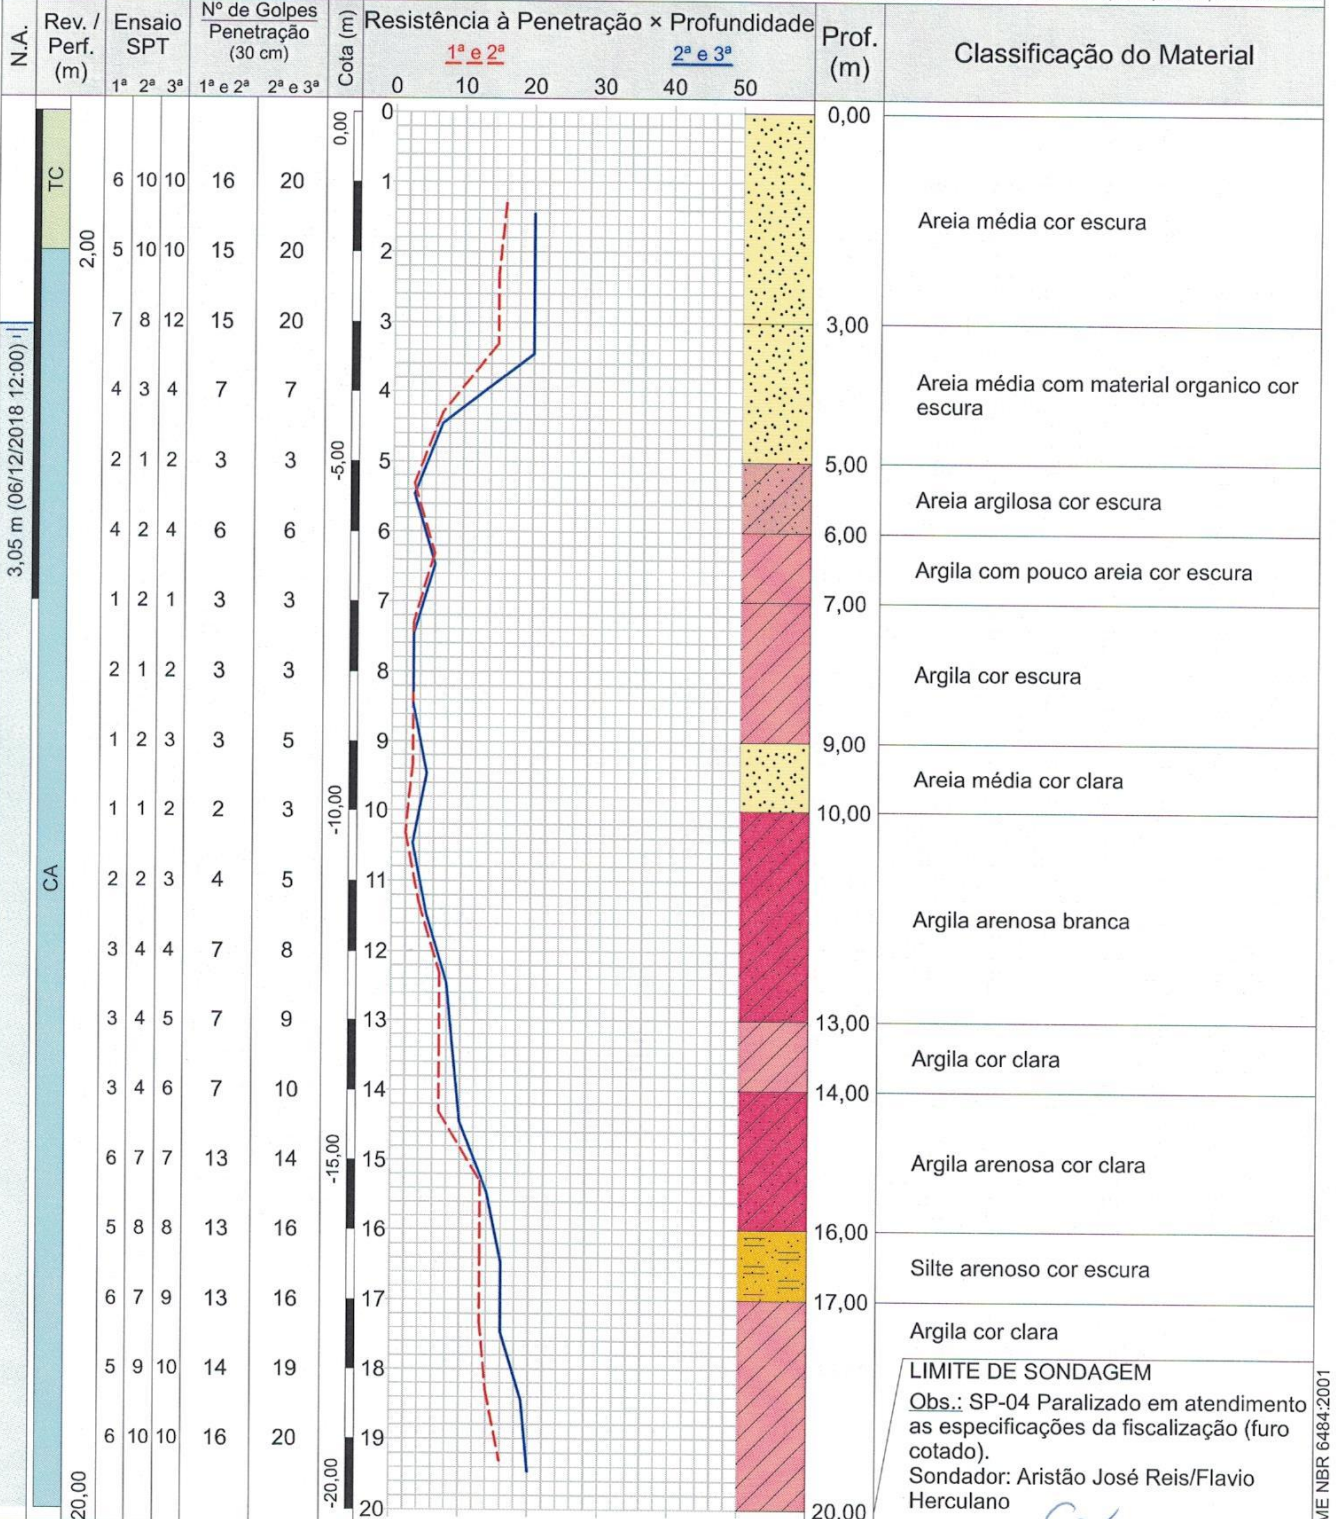 N.A.
Rev. /
Perf.
(m)
Ensaio
SPT
1ª 2ª 3ª
Nº de Golpes
Penetração
(30 cm)
1ª e 2ª 2ª e 3ª
Cota (m)
Resistência à Penetração × Profundidade
1ª e 2ª 2ª e 3ª
0 10 20 30 40 50
Prof.
(m)
Classificação do Material
3,05 m (06/12/2018 12:00)
TC
2,00
CA
20,00
6 10 10 16 20
5 10 10 15 20
7 8 12 15 20
4 3 4 7 7
2 1 2 3 3
4 2 4 6 6
1 2 1 3 3
2 1 2 3 3
1 2 3 3 5
1 1 2 2 3
2 2 3 4 5
3 4 4 7 8
3 4 5 7 9
3 4 6 7 10
6 7 7 13 14
5 8 8 13 16
6 7 9 13 16
5 9 10 14 19
6 10 10 16 20
0,00
-5,00
-10,00
-15,00
-20,00
0
1
2
3
4
5
6
7
8
9
10
11
12
13
14
15
16
17
18
19
20
0,00
Areia média cor escura
3,00
Areia média com material organico cor
escura
5,00
Areia argilosa cor escura
6,00
Argila com pouco areia cor escura
7,00
Argila cor escura
9,00
Areia média cor clara
10,00
Argila arenosa branca
13,00
Argila cor clara
14,00
Argila arenosa cor clara
16,00
Silte arenoso cor escura
17,00
Argila cor clara
LIMITE DE SONDAGEM
Obs.: SP-04 Paralizado em atendimento
as especificações da fiscalização (furo
cotado).
Sondador: Aristão José Reis/Flavio
Herculano
20,00
ME NBR 6484:2001